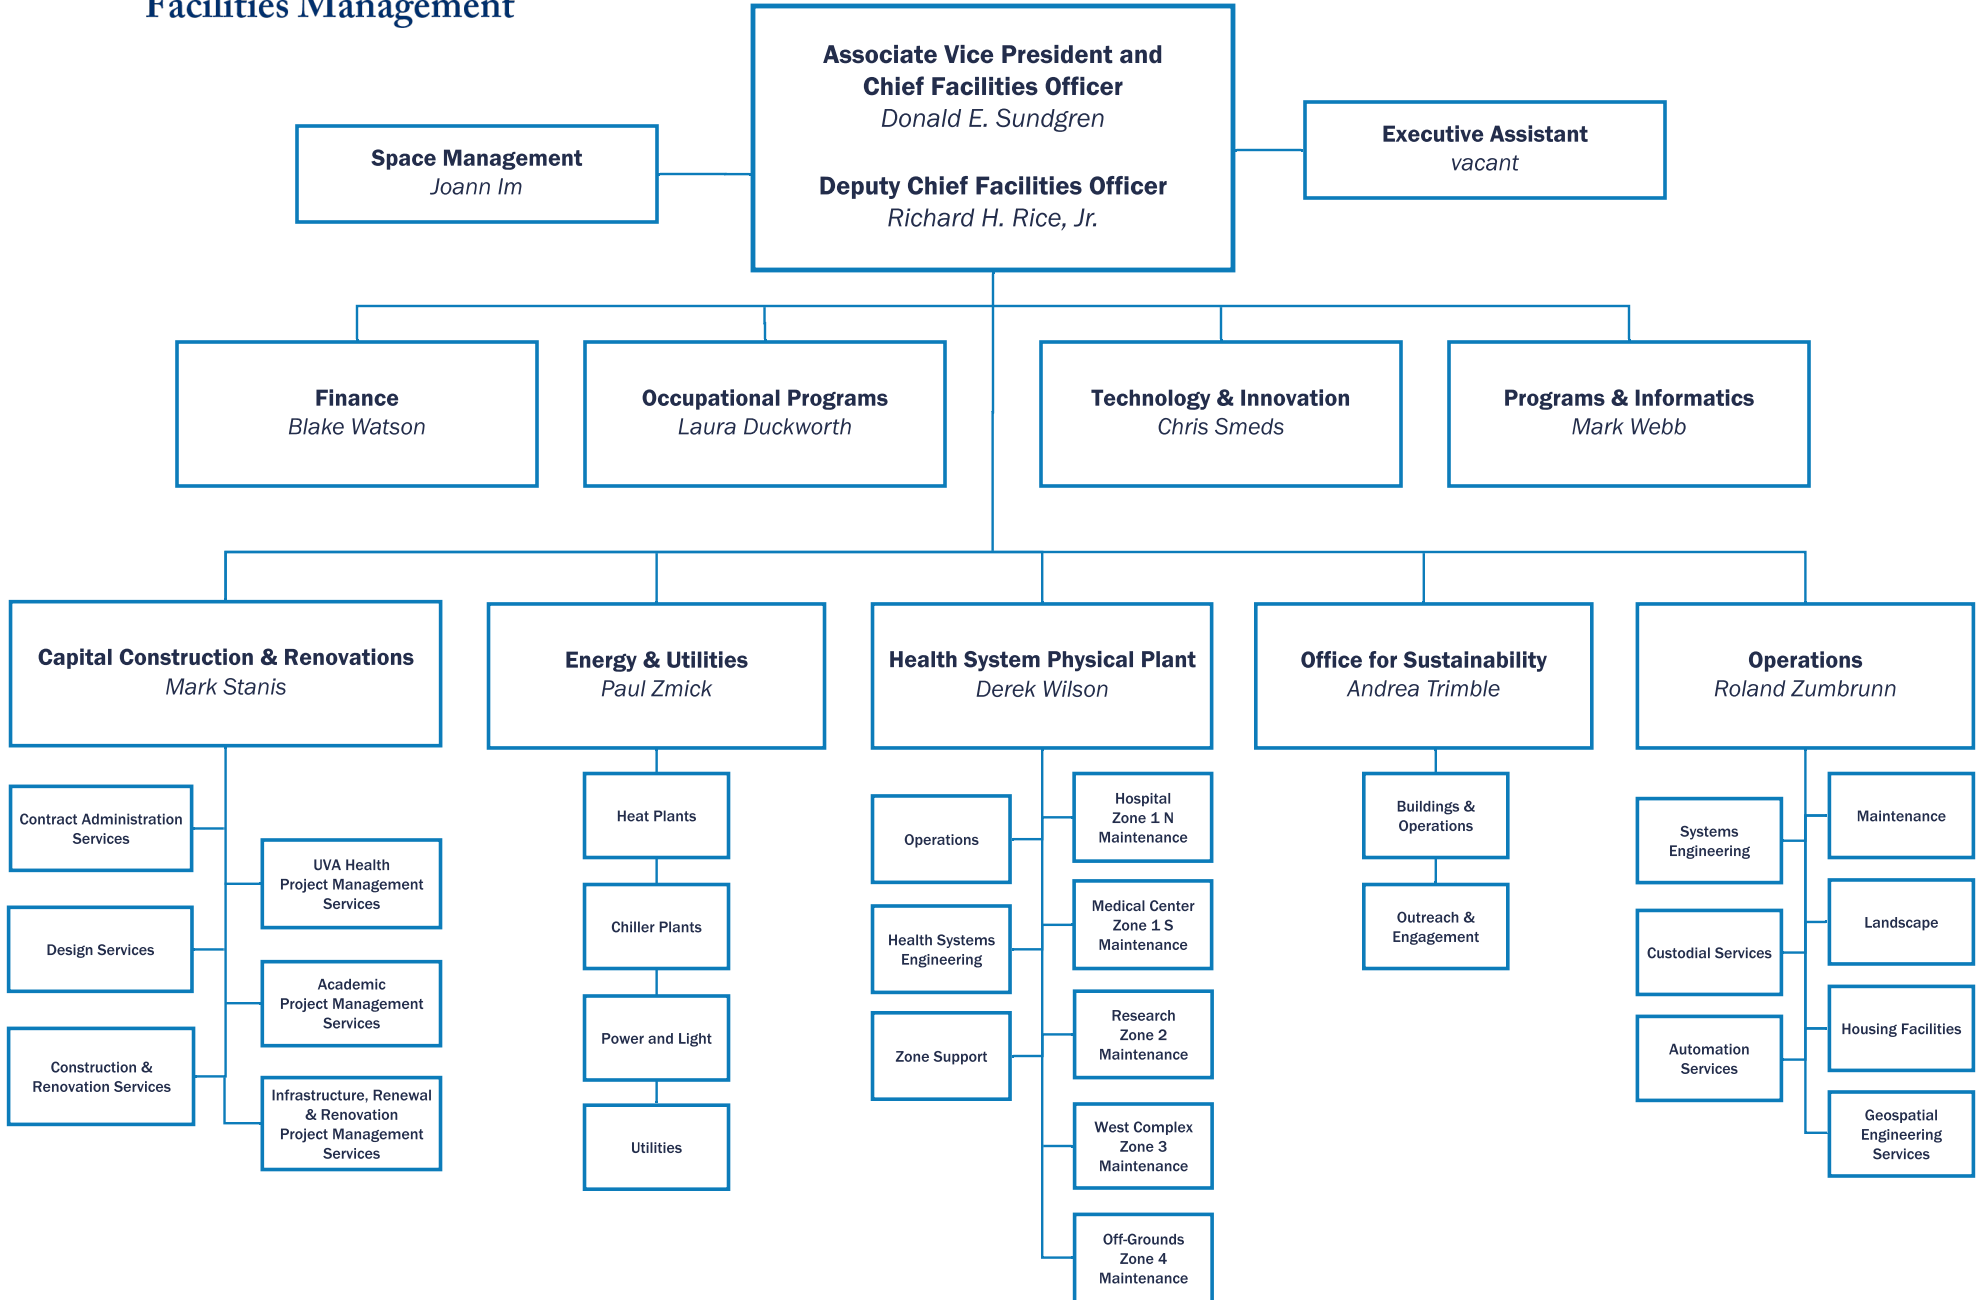 Facilities Management
Associate Vice President and
Chief Facilities Officer
Donald E. Sundgren
Deputy Chief Facilities Officer
Richard H. Rice, Jr.
Space Management
Joann Im
Executive Assistant
vacant
Finance
Blake Watson
Occupational Programs
Laura Duckworth
Technology & Innovation
Chris Smeds
Programs & Informatics
Mark Webb
Capital Construction & Renovations
Mark Stanis
Contract Administration
Services
Design Services
Construction &
Renovation Services
UVA Health
Project Management
Services
Academic
Project Management
Services
Infrastructure, Renewal
& Renovation
Project Management
Services
Energy & Utilities
Paul Zmick
Heat Plants
Chiller Plants
Power and Light
Utilities
Health System Physical Plant
Derek Wilson
Operations
Health Systems
Engineering
Zone Support
Hospital
Zone 1 N
Maintenance
Medical Center
Zone 1 S
Maintenance
Research
Zone 2
Maintenance
West Complex
Zone 3
Maintenance
Off-Grounds
Zone 4
Maintenance
Office for Sustainability
Andrea Trimble
Buildings &
Operations
Outreach &
Engagement
Operations
Roland Zumbrunn
Systems
Engineering
Custodial Services
Automation
Services
Maintenance
Landscape
Housing Facilities
Geospatial
Engineering
Services